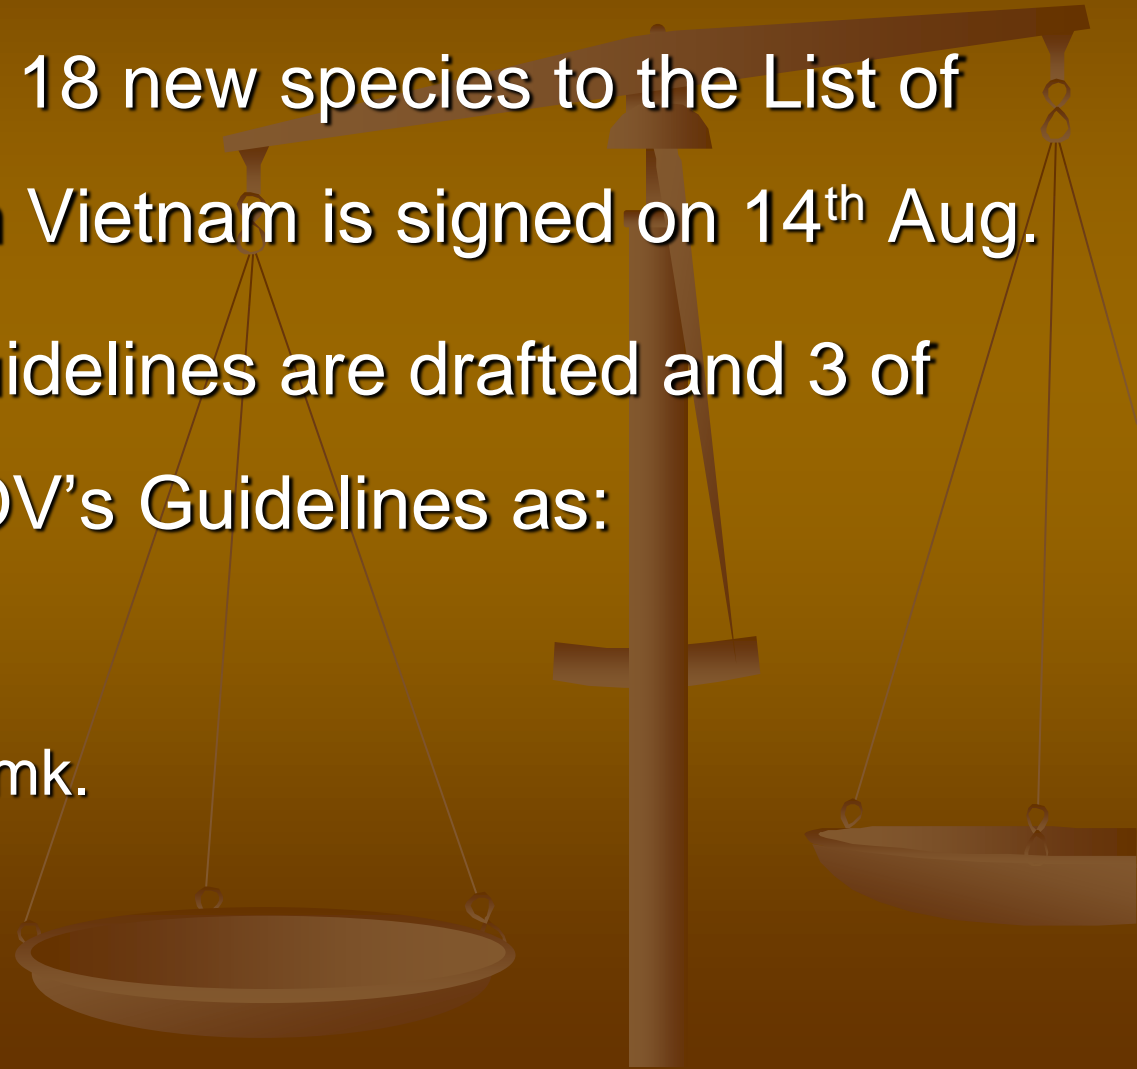 18 new species to the List of
Vietnam is signed on 14th Aug.
idelines are drafted and 3 of
V's Guidelines as:
mk.